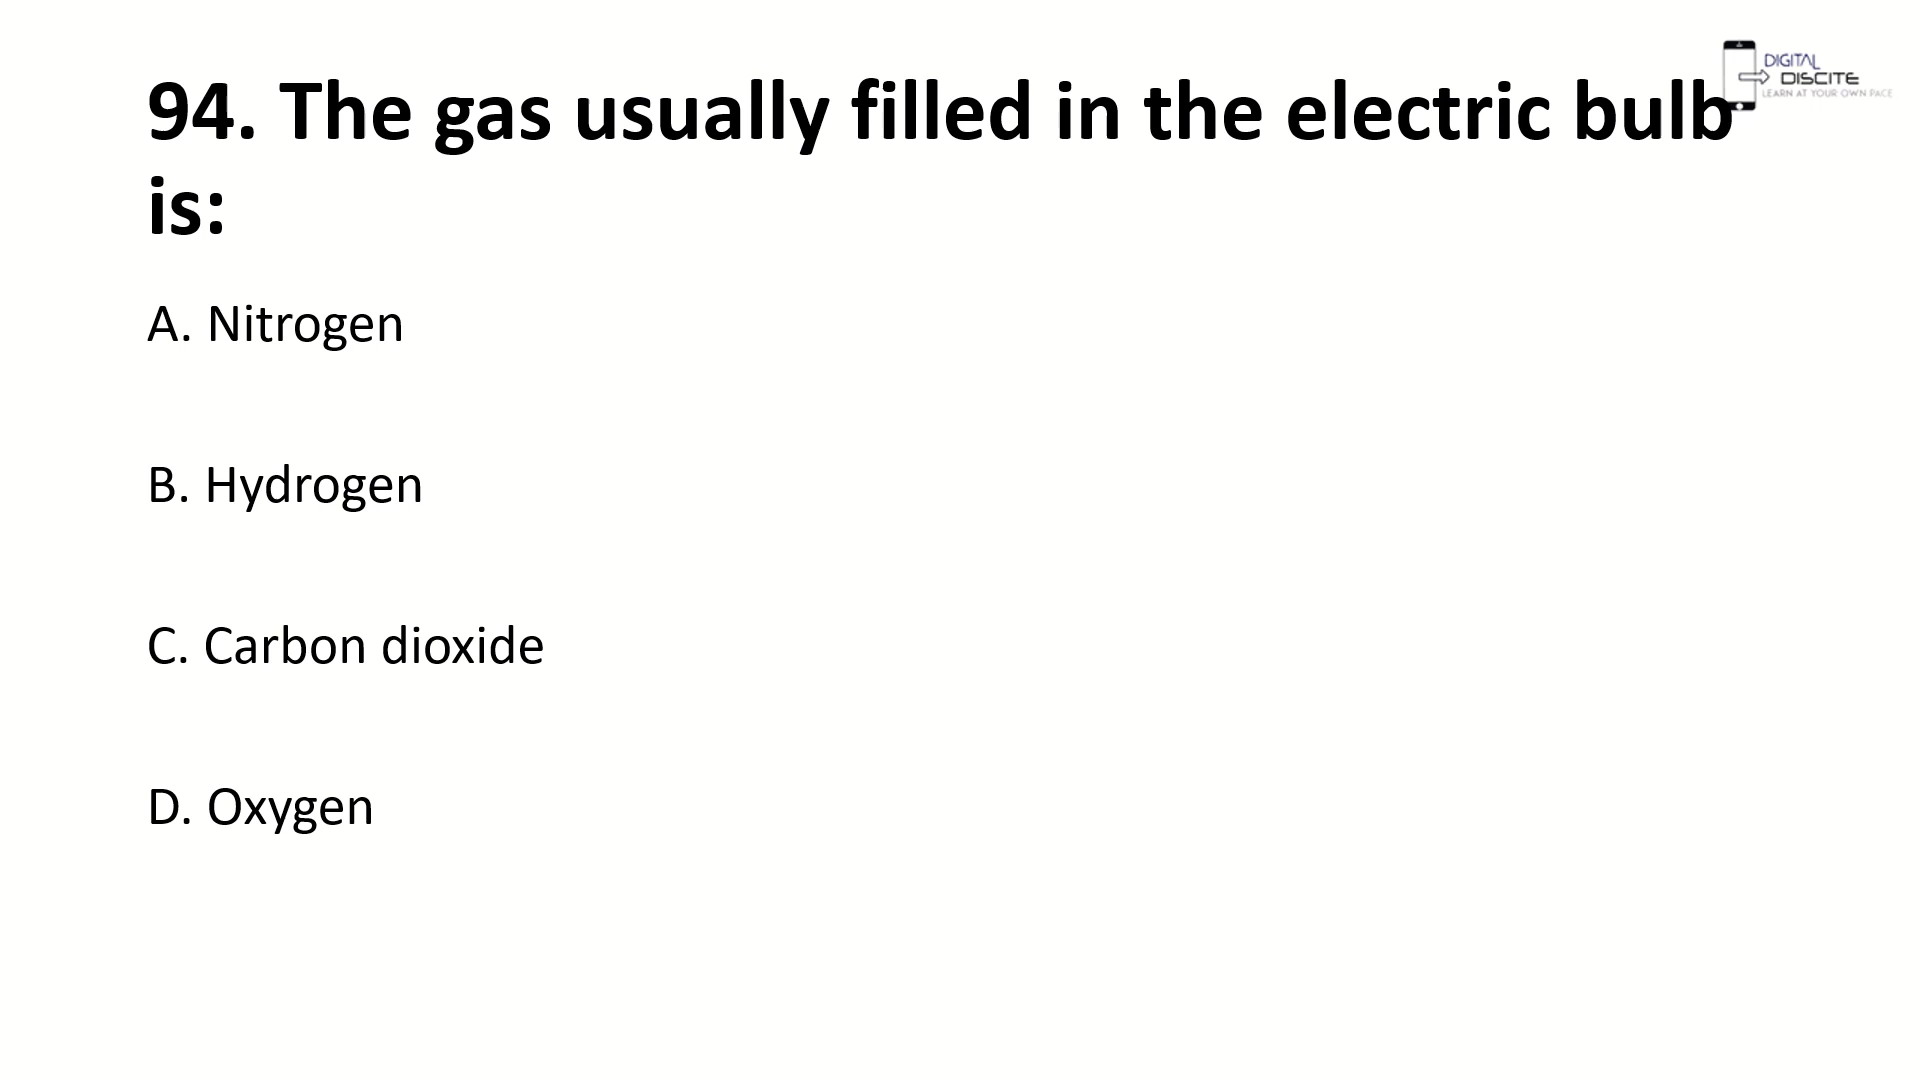 94. The gas usually filled in the electric bulb
is:
DIGITAL
DISCITE
LEARN AT YOUR OWN PACE
A. Nitrogen
B. Hydrogen
C. Carbon dioxide
D. Oxygen